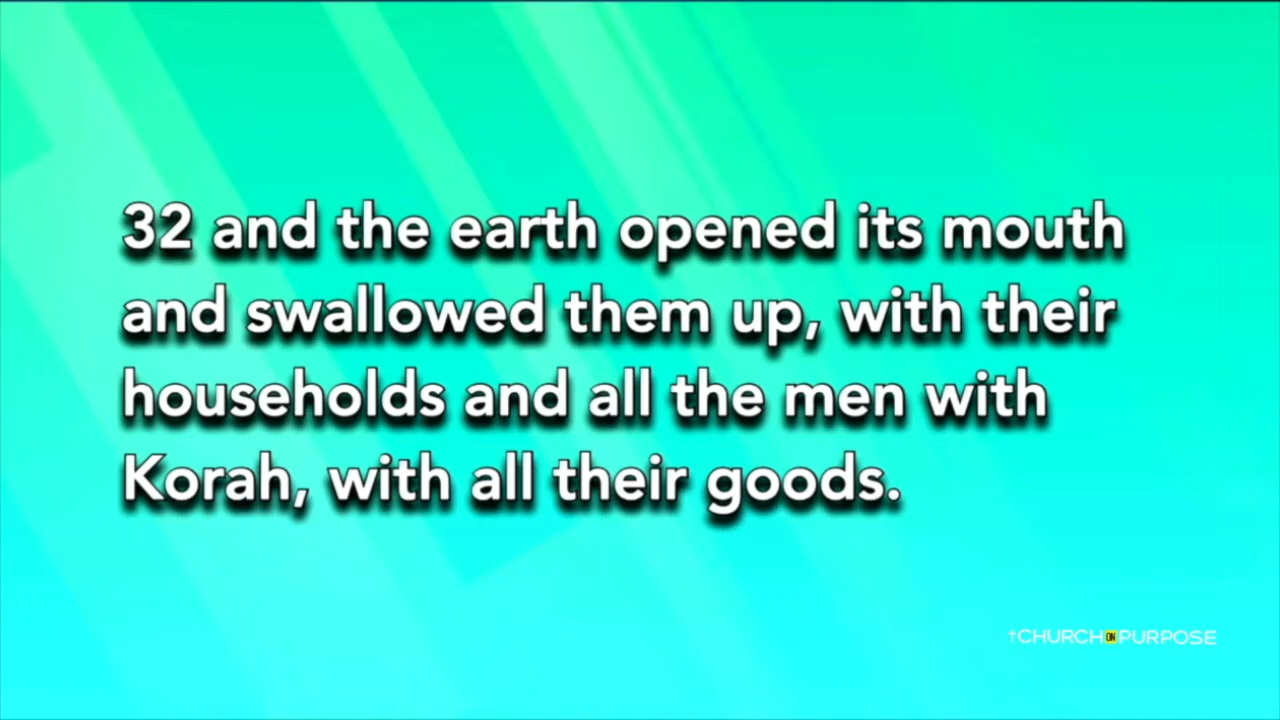 32 and the earth opened its mouth
and swallowed them up, with their
households and all the men with
Korah, with all their goods.
†CHURCH ON PURPOSE